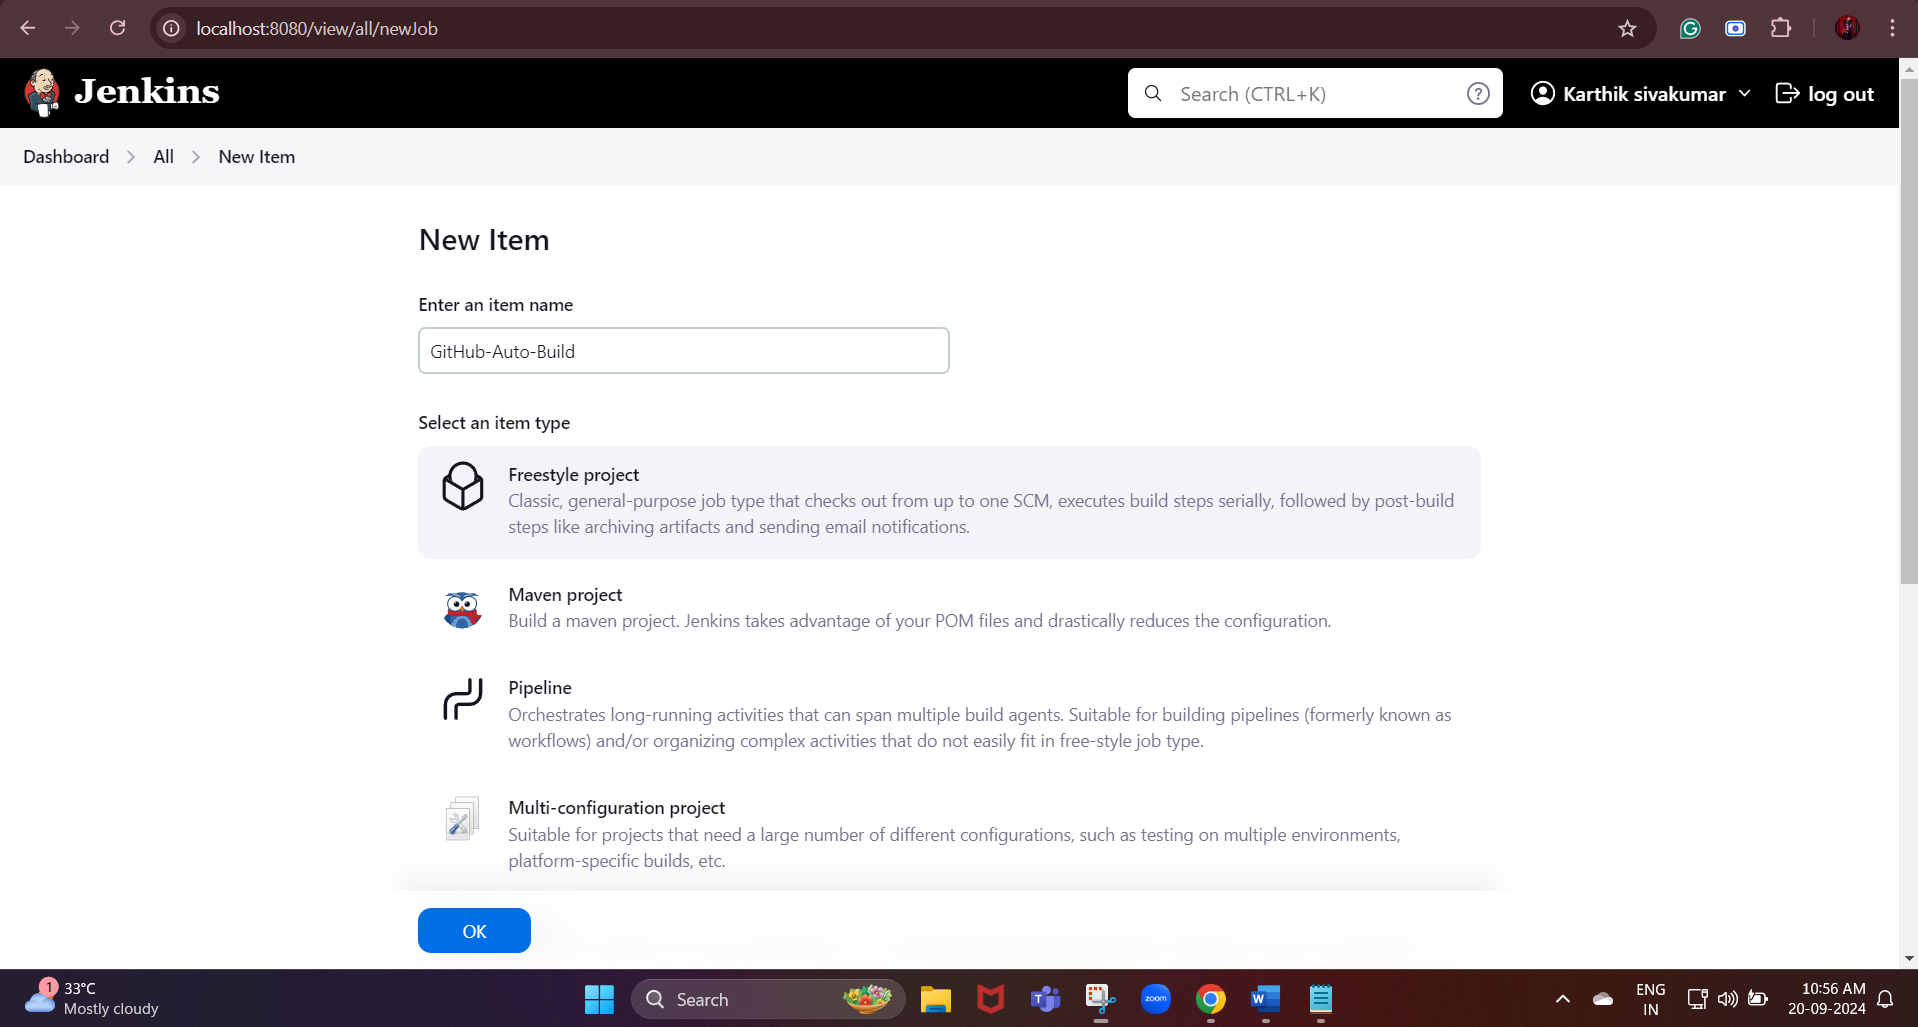 localhost:8080/view/all/newJob
Jenkins
Search (CTRL+K)
Karthik sivakumar
log out
Dashboard
All
New Item
New Item
Enter an item name
GitHub-Auto-Build
Select an item type
Freestyle project
Classic, general-purpose job type that checks out from up to one SCM, executes build steps serially, followed by post-build
steps like archiving artifacts and sending email notifications.
Maven project
Build a maven project. Jenkins takes advantage of your POM files and drastically reduces the configuration.
Pipeline
Orchestrates long-running activities that can span multiple build agents. Suitable for building pipelines (formerly known as
workflows) and/or organizing complex activities that do not easily fit in free-style job type.
Multi-configuration project
Suitable for projects that need a large number of different configurations, such as testing on multiple environments,
platform-specific builds, etc.
OK
1
33°C
Mostly cloudy
Search
zoom
ENG
IN
10:56 AM
20-09-2024